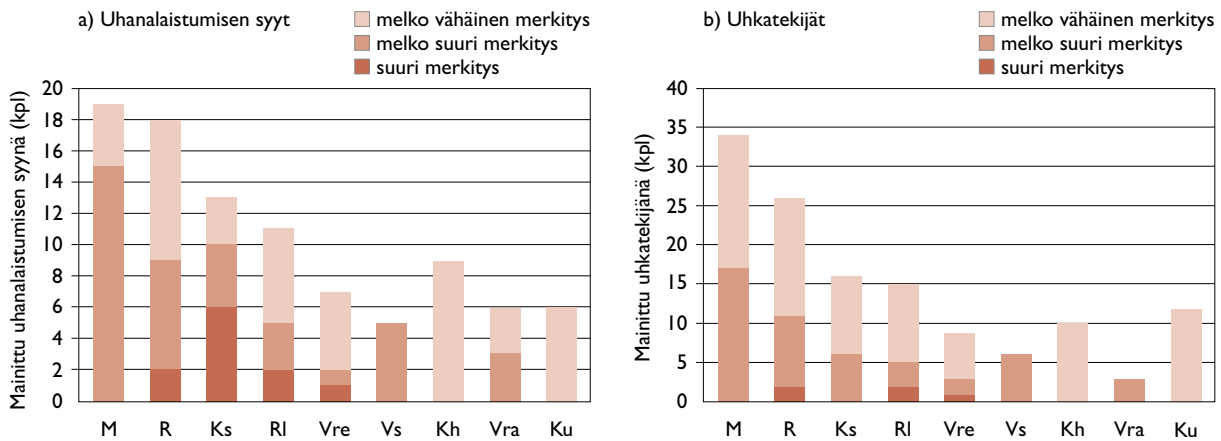 a) Uhanalaistumisen syyt
melko vähäinen merkitys
melko suuri merkitys
suuri merkitys
Mainittu uhanalaistumisen syynä (kpl)
20
18
16
14
12
10
8
6
4
2
0
M R Ks Rl Vre Vs Kh Vra Ku
b) Uhkatekijät
melko vähäinen merkitys
melko suuri merkitys
suuri merkitys
Mainittu uhkatekijänä (kpl)
40
35
30
25
20
15
10
5
0
M R Ks Rl Vre Vs Kh Vra Ku